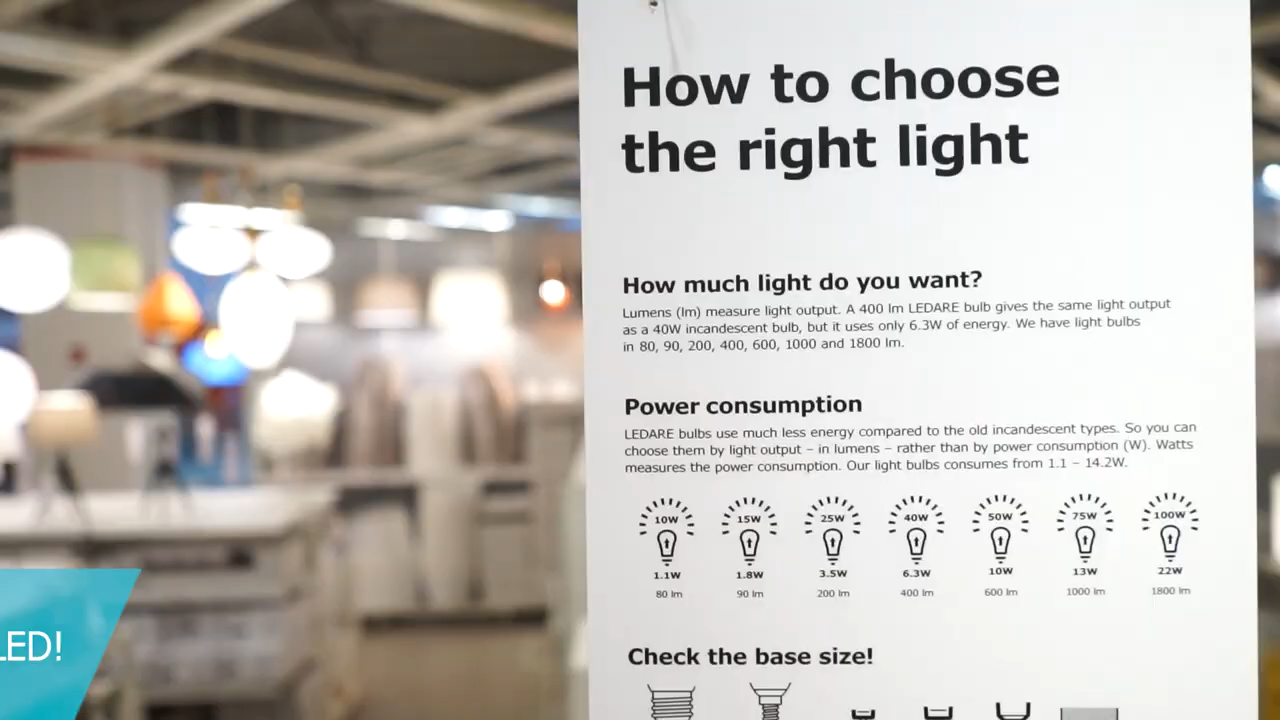 How to choose
the right light
How much light do you want?
Lumens (lm) measure light output. A 400 lm LEDARE bulb gives the same light output
as a 40W incandescent bulb, but it uses only 6.3W of energy. We have light bulbs
in 80, 90, 200, 400, 600, 1000 and 1800 lm.
Power consumption
LEDARE bulbs use much less energy compared to the old incandescent types. So you can
choose them by light output – in lumens – rather than by power consumption (W). Watts
measures the power consumption. Our light bulbs consumes from 1.1 – 14.2W.
10W 15W 25W 40W 50W 75W 100W
1.1W 1.8W 3.5W 6.3W 10W 13W 22W
80 lm 90 lm 200 lm 400 lm 600 lm 1000 lm 1800 lm
Check the base size!
LED!